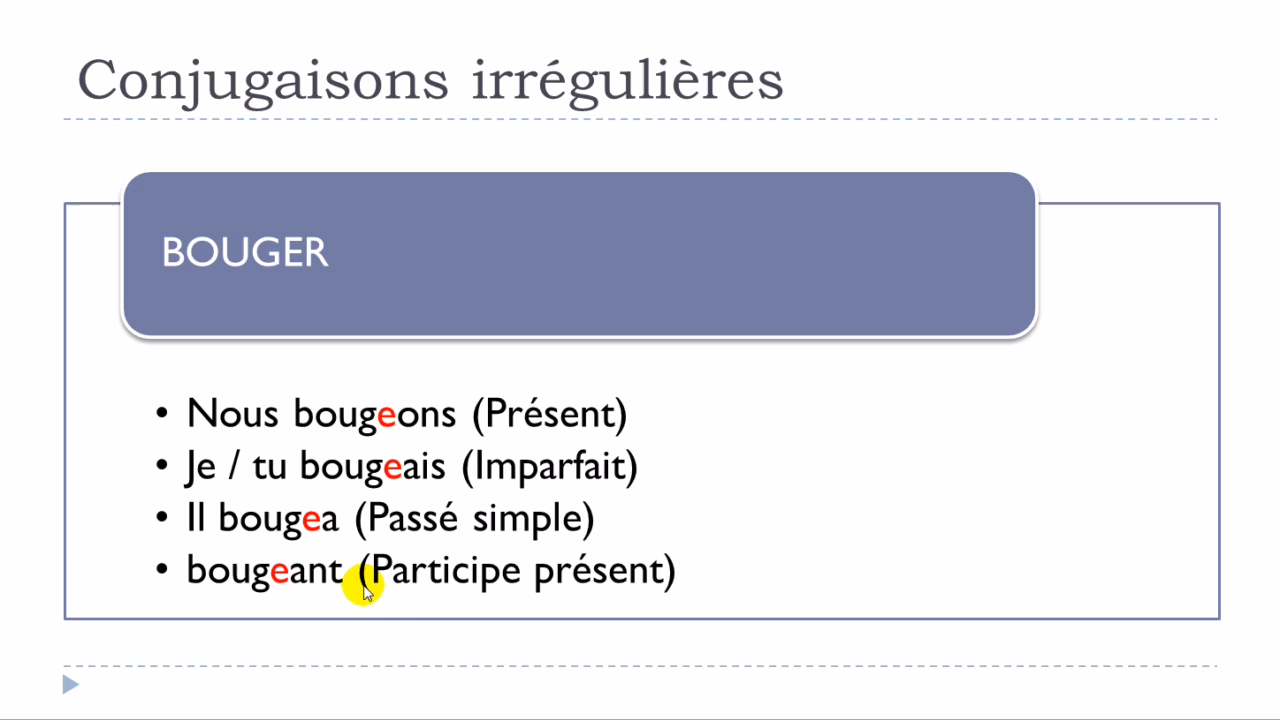 Conjugaisons irrégulières
BOUGER
• Nous bougeons (Présent)
• Je / tu bougeais (Imparfait)
• Il bougea (Passé simple)
• bougeant (Participe présent)